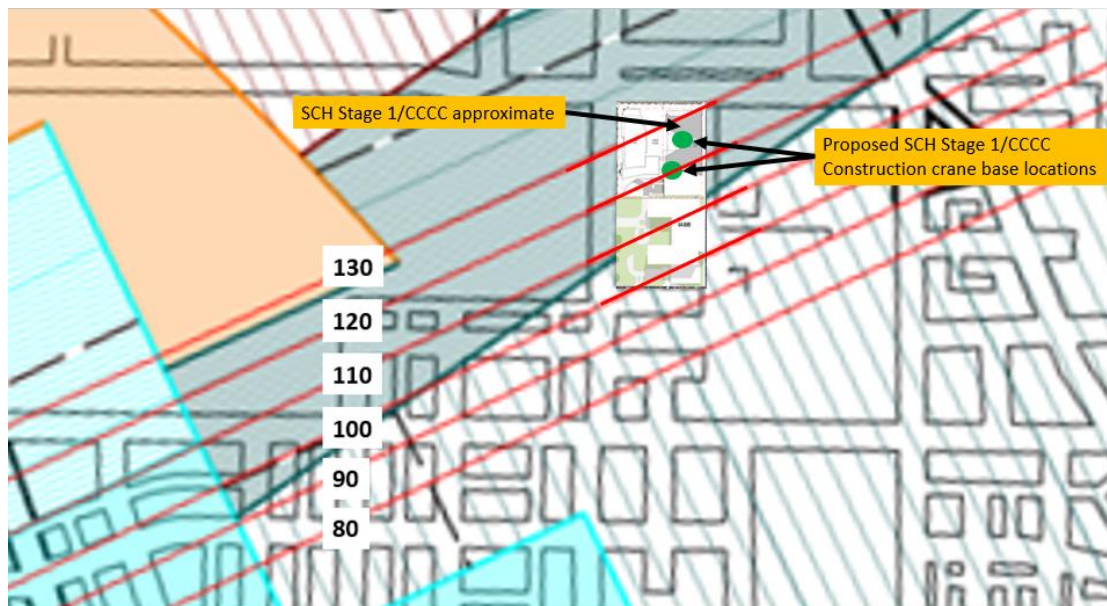 SCH Stage 1/CCCC approximate
Proposed SCH Stage 1/CCCC
Construction crane base locations
130
120
110
100
90
80